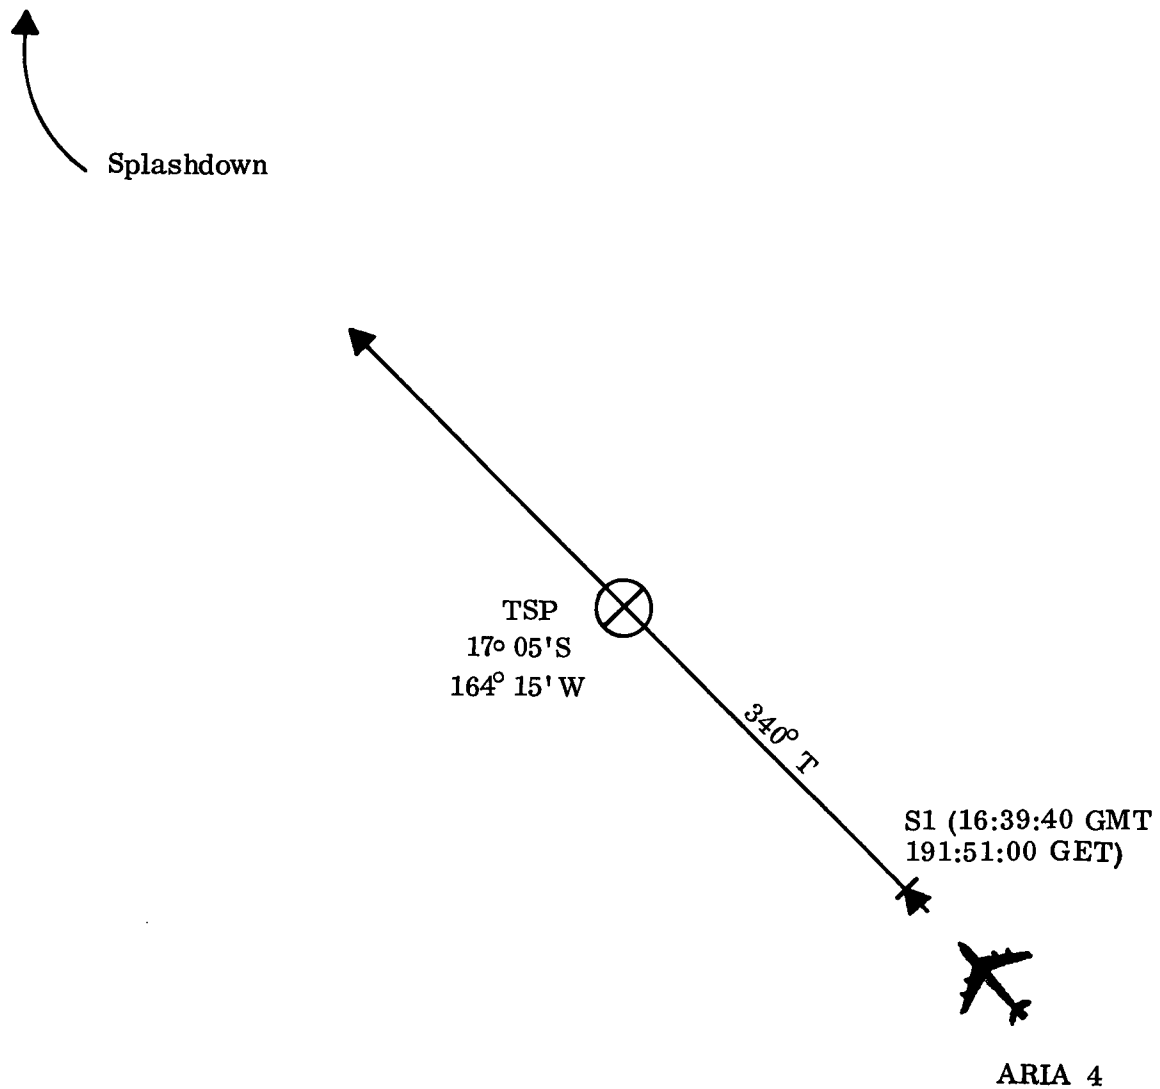 Splashdown
TSP
17° 05'S
164° 15'W
340° T
S1 (16:39:40 GMT
191:51:00 GET)
ARIA 4